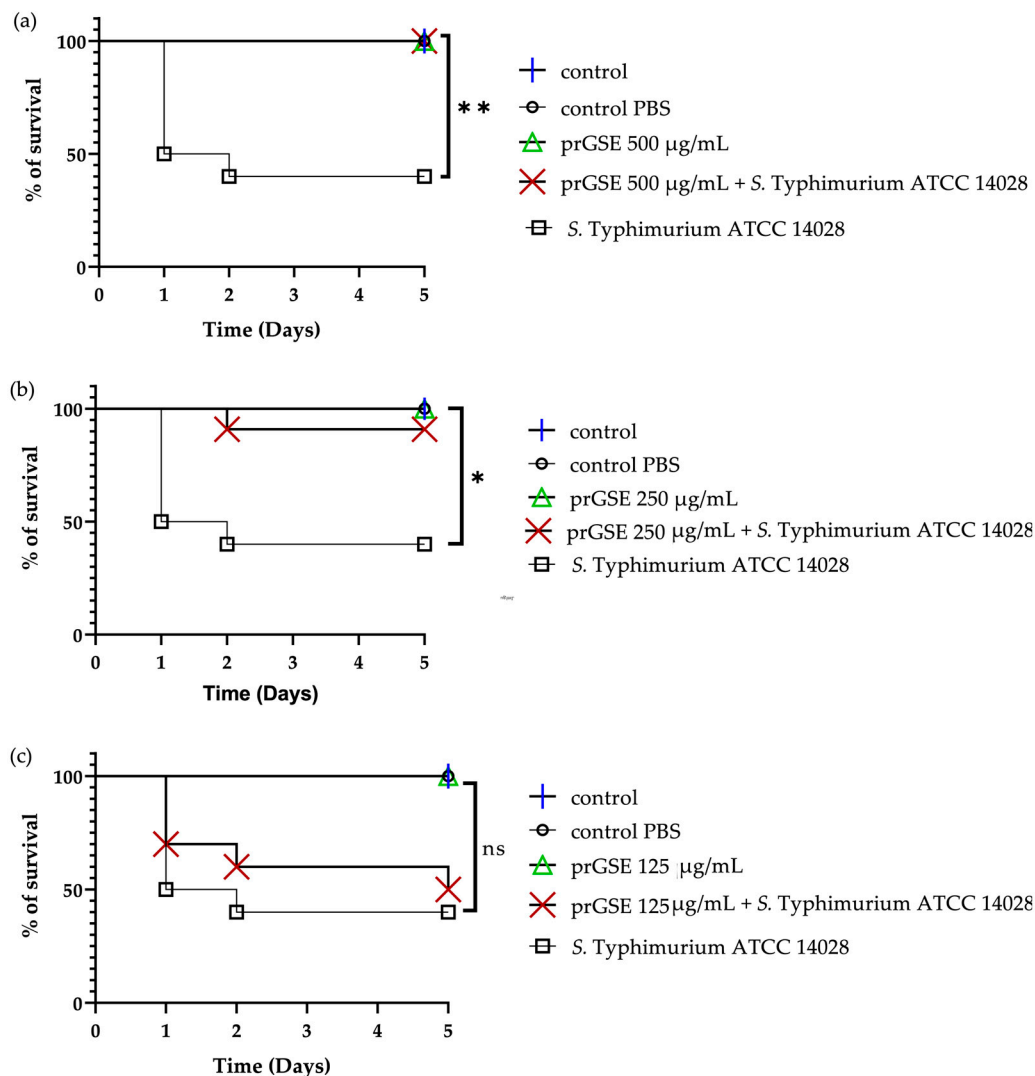 (a)
100
50
0
% of survival
0 1 2 3 4 5
Time (Days)
**
control
control PBS
prGSE 500 µg/mL
prGSE 500 µg/mL + S. Typhimurium ATCC 14028
S. Typhimurium ATCC 14028
(b)
100
50
0
% of survival
0 1 2 3 4 5
Time (Days)
*
control
control PBS
prGSE 250 µg/mL
prGSE 250 µg/mL + S. Typhimurium ATCC 14028
S. Typhimurium ATCC 14028
(c)
100
50
0
% of survival
0 1 2 3 4 5
Time (Days)
ns
control
control PBS
prGSE 125 µg/mL
prGSE 125 µg/mL + S. Typhimurium ATCC 14028
S. Typhimurium ATCC 14028